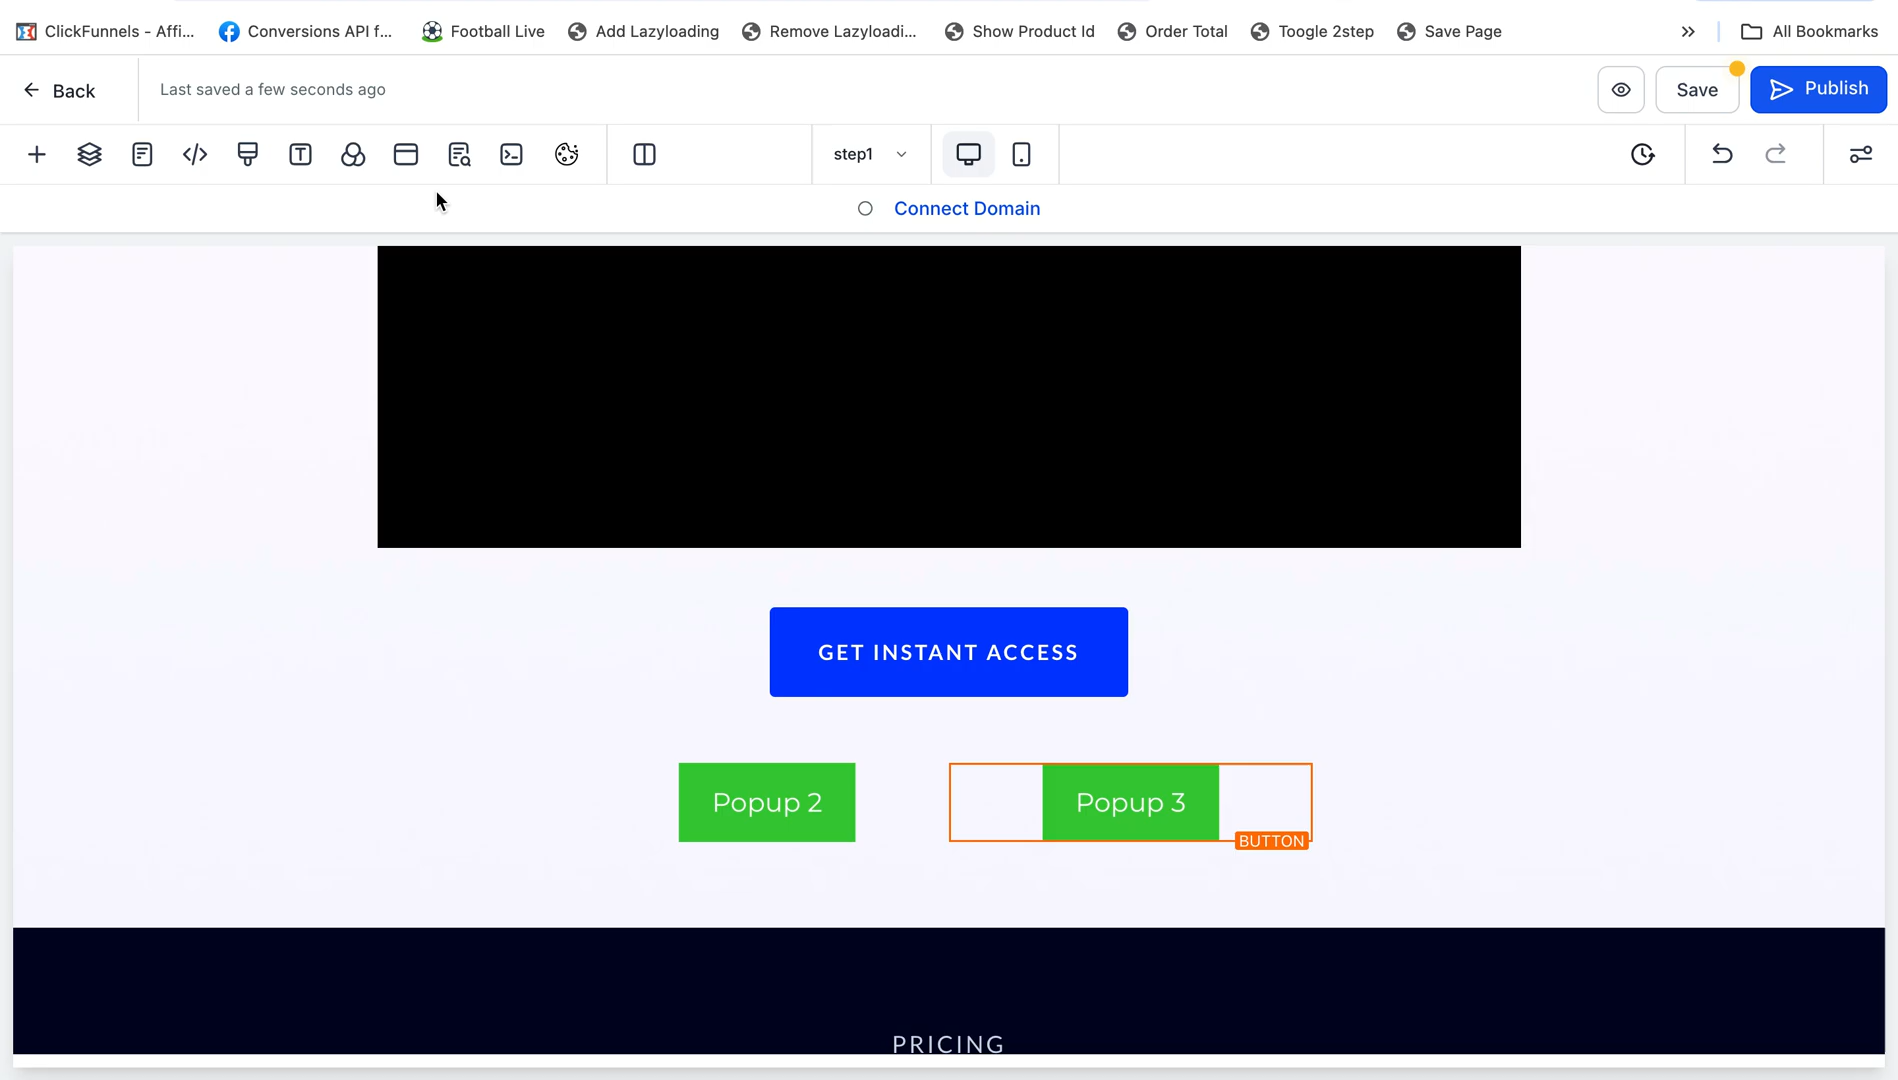 ClickFunnels - Affi... Conversions API f... Football Live Add Lazyloading Remove Lazyloadi... Show Product Id Order Total Toogle 2step Save Page All Bookmarks
Back Last saved a few seconds ago Save Publish
step1
Connect Domain
GET INSTANT ACCESS
Popup 2 Popup 3
BUTTON
PRICING